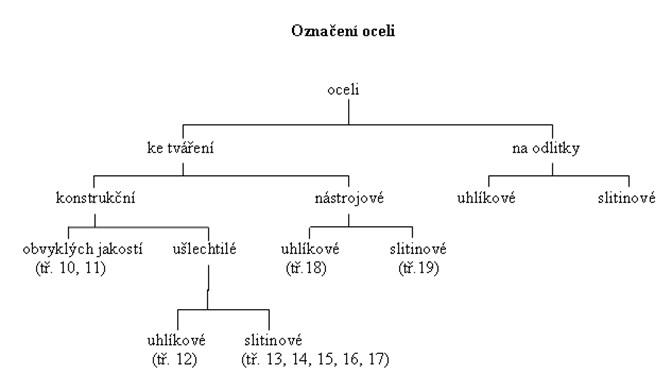 Označení oceli
oceli
ke tváření
na odlitky
konstrukční
nástrojové
uhlíkové
slitinové
obvyklých jakostí
(tř. 10, 11)
ušlechtilé
uhlíkové
(tř.18)
slitinové
(tř.19)
uhlíkové
(tř. 12)
slitinové
(tř. 13, 14, 15, 16, 17)